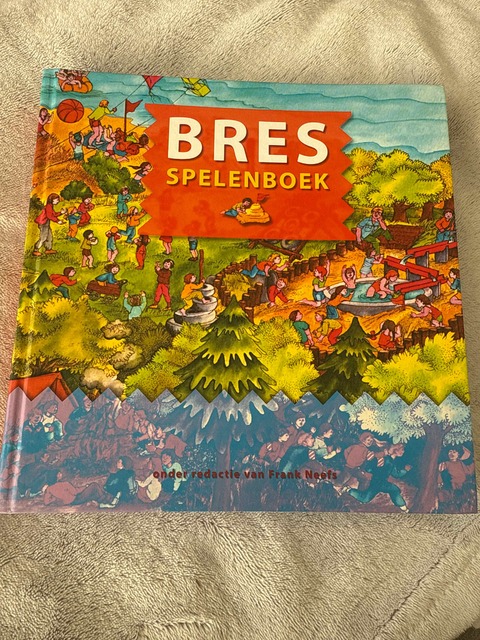 BRES
SPELENBOEK
onder redactie van Frank Neefs